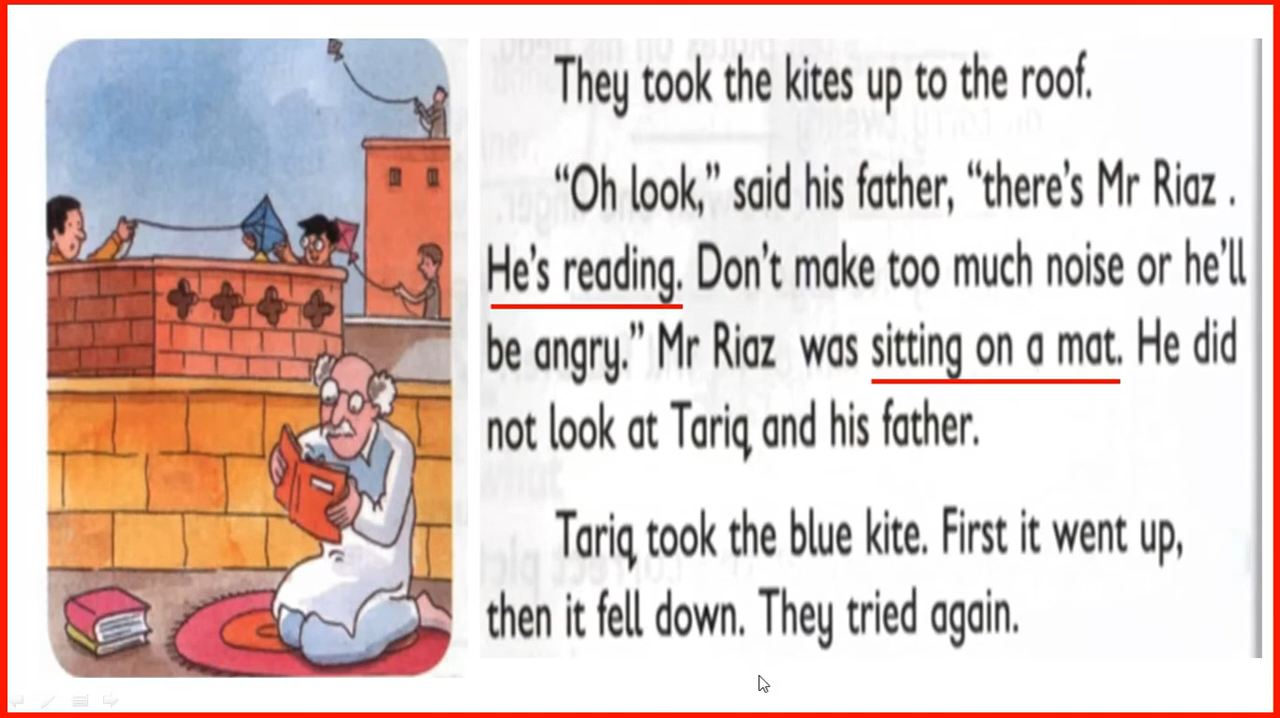 They took the kites up to the roof.
“Oh look,” said his father, “there’s Mr Riaz .
He’s reading. Don’t make too much noise or he’ll
be angry.” Mr Riaz was sitting on a mat. He did
not look at Tariq and his father.
Tariq took the blue kite. First it went up,
then it fell down. They tried again.